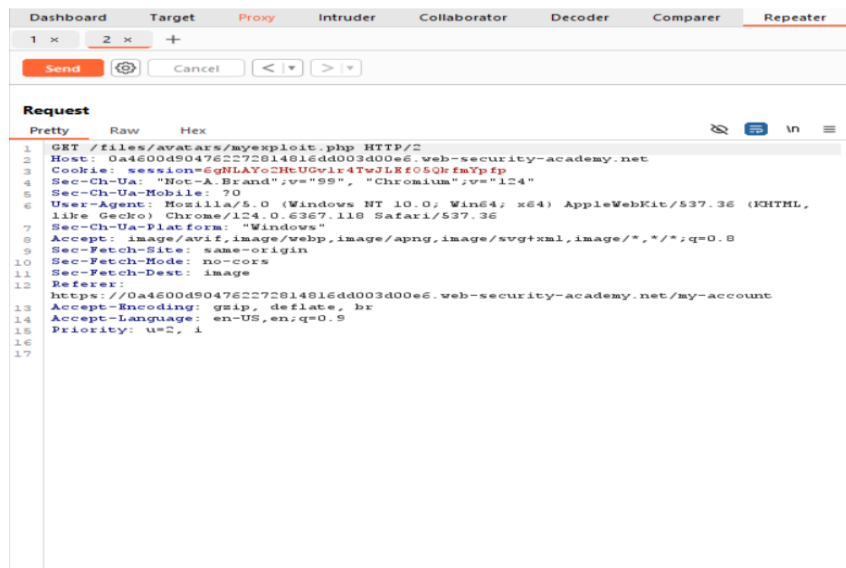 Dashboard Target Proxy Intruder Collaborator Decoder Comparer Repeater
1 × 2 × +
Send Cancel < ▾ > ▾
Request
Pretty Raw Hex \n
1 GET /files/avatars/myexploit.php HTTP/2
2 Host: 0a4600d904762272814816dd003d00e6.web-security-academy.net
3 Cookie: session=6gNLAYo2HtUGvlr4TwJLEfO5QkfmYpfp
4 Sec-Ch-Ua: "Not-A.Brand";v="99", "Chromium";v="124"
5 Sec-Ch-Ua-Mobile: ?0
6 User-Agent: Mozilla/5.0 (Windows NT 10.0; Win64; x64) AppleWebKit/537.36 (KHTML,
like Gecko) Chrome/124.0.6367.118 Safari/537.36
7 Sec-Ch-Ua-Platform: "Windows"
8 Accept: image/avif,image/webp,image/apng,image/svg+xml,image/*,*/*;q=0.8
9 Sec-Fetch-Site: same-origin
10 Sec-Fetch-Mode: no-cors
11 Sec-Fetch-Dest: image
12 Referer:
https://0a4600d904762272814816dd003d00e6.web-security-academy.net/my-account
13 Accept-Encoding: gzip, deflate, br
14 Accept-Language: en-US,en;q=0.9
15 Priority: u=2, i
16
17